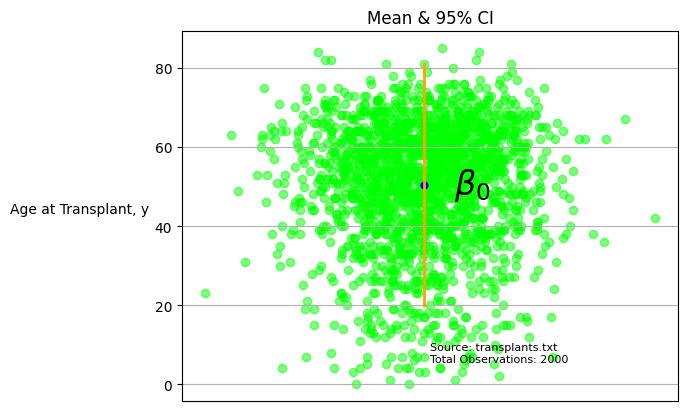 Mean & 95% CI
80
60
Age at Transplant, y
40
20
0
β0
Source: transplants.txt
Total Observations: 2000